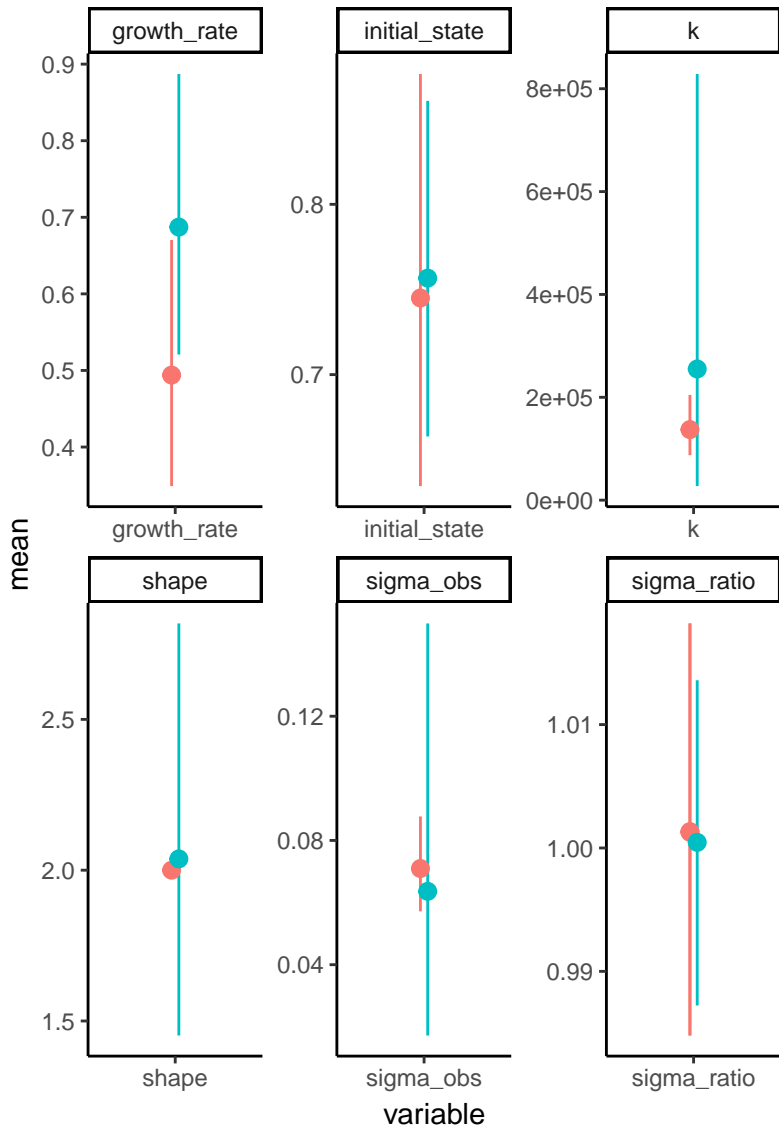 growth_rate
initial_state
k
0.9
0.8
0.7
0.6
0.5
0.4
0.8
0.7
8e+05
6e+05
4e+05
2e+05
0e+00
growth_rate
initial_state
k
mean
shape
sigma_obs
sigma_ratio
2.5
2.0
1.5
0.12
0.08
0.04
1.01
1.00
0.99
shape
sigma_obs
sigma_ratio
variable